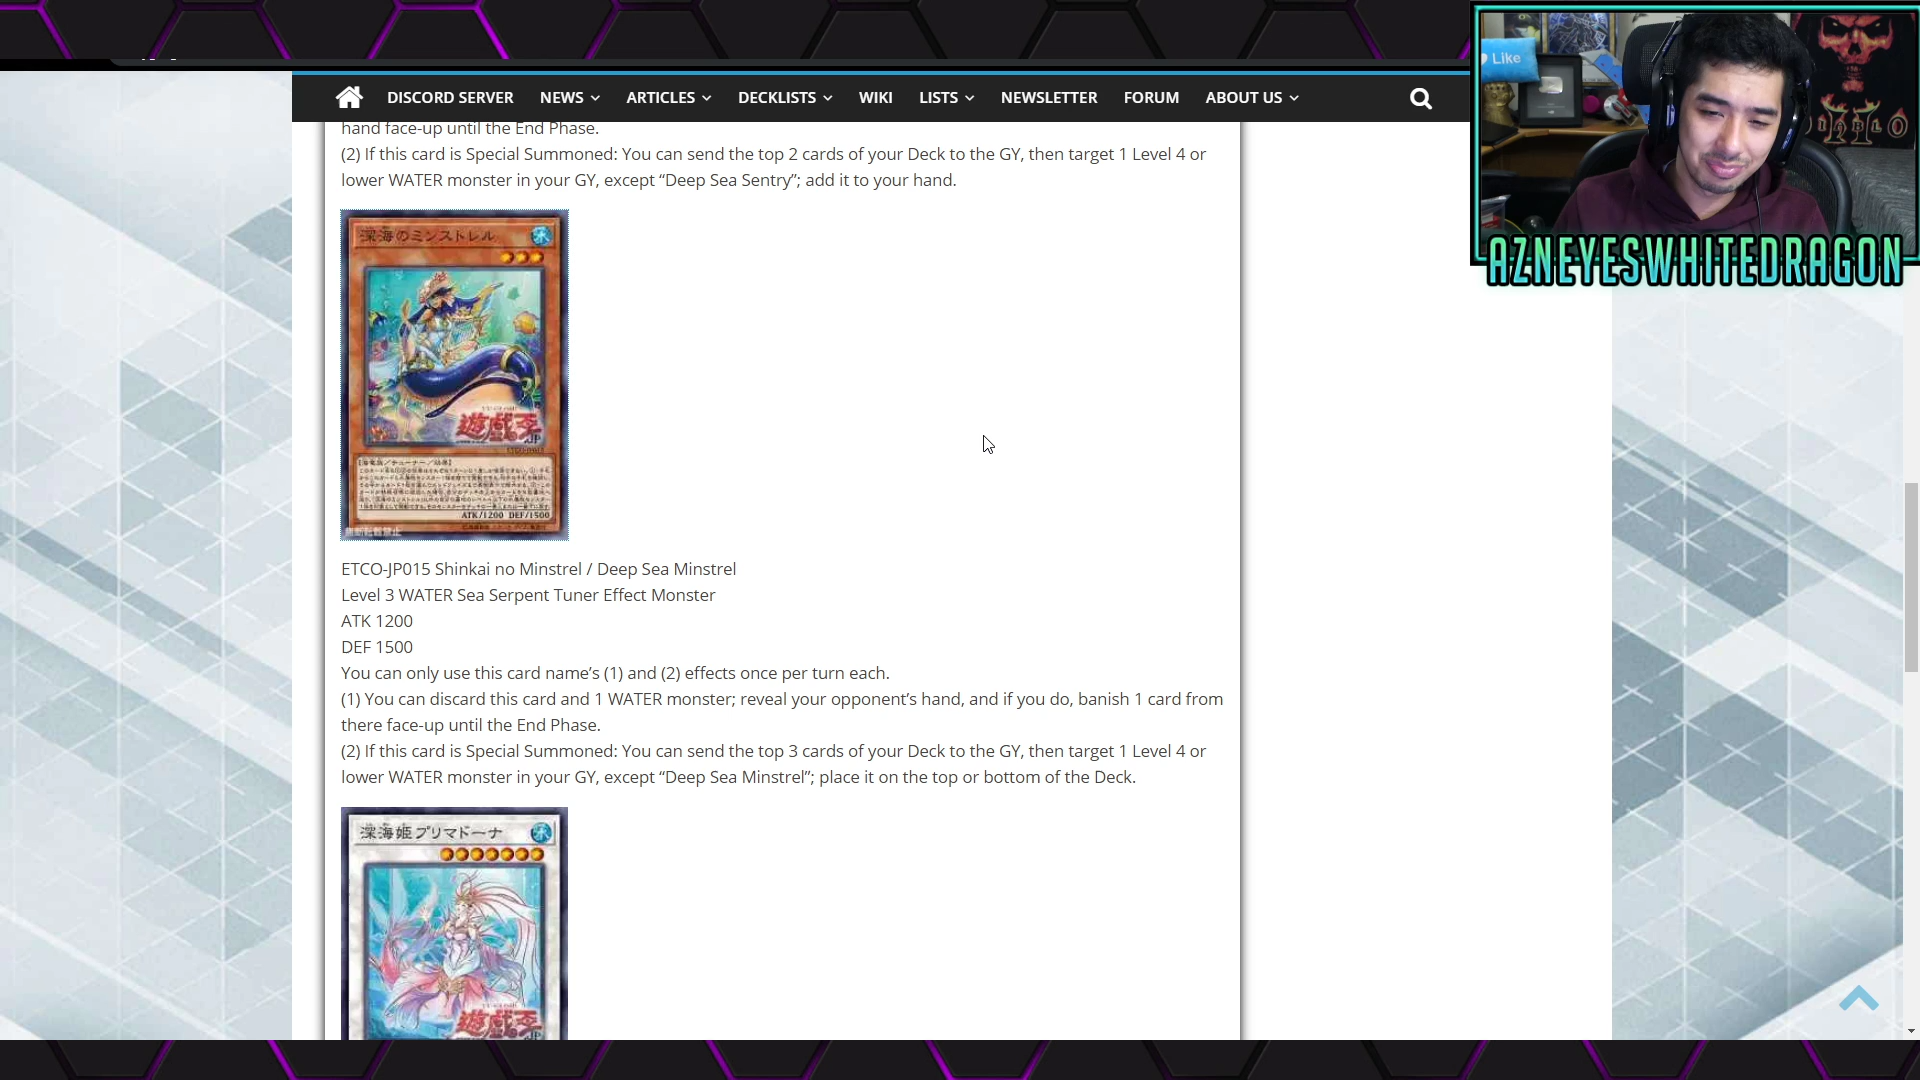 Like
DIABLO
II
AZNEYESWHITEDRAGON
DISCORD SERVER NEWS ARTICLES DECKLISTS WIKI LISTS NEWSLETTER FORUM ABOUT US
hand face-up until the End Phase.
(2) If this card is Special Summoned: You can send the top 2 cards of your Deck to the GY, then target 1 Level 4 or
lower WATER monster in your GY, except “Deep Sea Sentry”; add it to your hand.
深海のミンストレル
水
遊戯王
ATK/1200 DEF/1500
ETCO-JP015 Shinkai no Minstrel / Deep Sea Minstrel
Level 3 WATER Sea Serpent Tuner Effect Monster
ATK 1200
DEF 1500
You can only use this card name’s (1) and (2) effects once per turn each.
(1) You can discard this card and 1 WATER monster; reveal your opponent’s hand, and if you do, banish 1 card from
there face-up until the End Phase.
(2) If this card is Special Summoned: You can send the top 3 cards of your Deck to the GY, then target 1 Level 4 or
lower WATER monster in your GY, except “Deep Sea Minstrel”; place it on the top or bottom of the Deck.
深海姫プリマドーナ
水
遊戯王